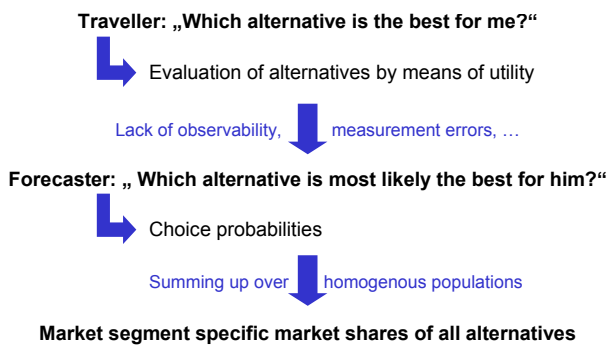 Traveller: „Which alternative is the best for me?“
Evaluation of alternatives by means of utility
Lack of observability, measurement errors, …
Forecaster: „ Which alternative is most likely the best for him?“
Choice probabilities
Summing up over homogenous populations
Market segment specific market shares of all alternatives